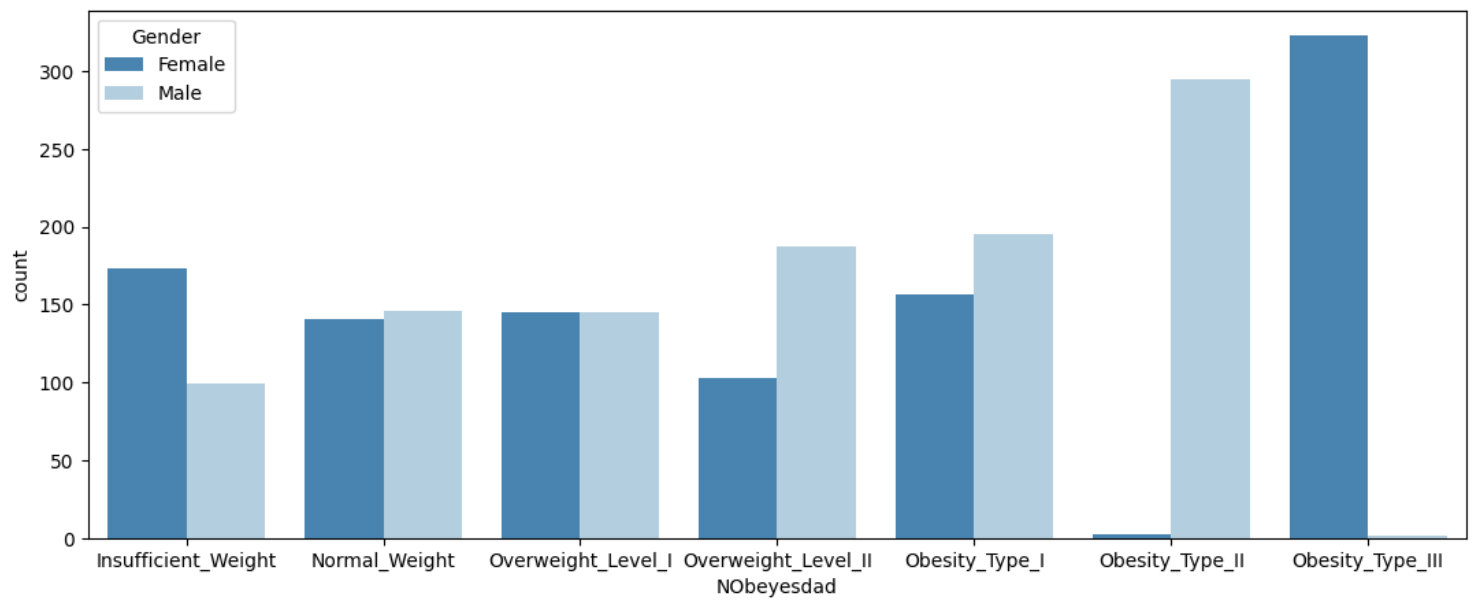 Gender
Female
Male
300
250
200
150
100
50
0
count
Insufficient_Weight Normal_Weight Overweight_Level_I Overweight_Level_II Obesity_Type_I Obesity_Type_II Obesity_Type_III
NObeyesdad